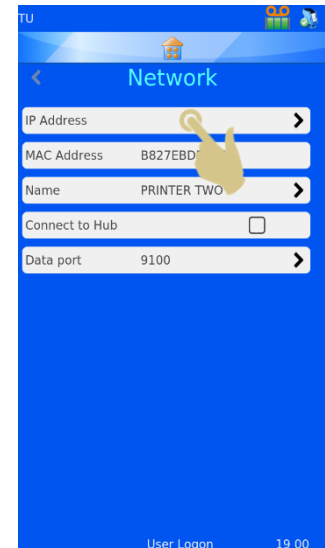 TU
Network
IP Address
MAC Address
Name PRINTER TWO
Connect to Hub
Data port 9100
User Logon 19 00